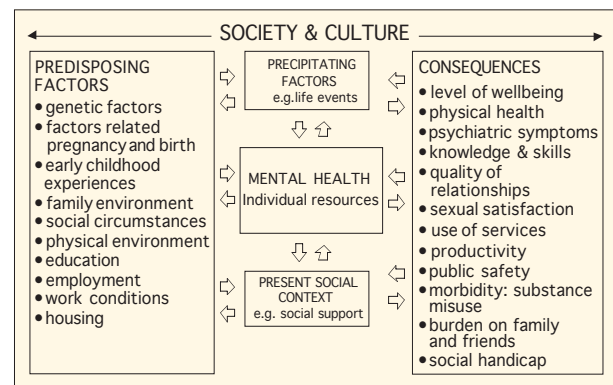 SOCIETY & CULTURE
PREDISPOSING
FACTORS
• genetic factors
• factors related
pregnancy and birth
• early childhood
experiences
• family environment
• social circumstances
• physical environment
• education
• employment
• work conditions
• housing
PRECIPITATING
FACTORS
e.g.life events
MENTAL HEALTH
Individual resources
PRESENT SOCIAL
CONTEXT
e.g. social support
CONSEQUENCES
• level of wellbeing
• physical health
• psychiatric symptoms
• knowledge & skills
• quality of
relationships
• sexual satisfaction
• use of services
• productivity
• public safety
• morbidity: substance
misuse
• burden on family
and friends
• social handicap